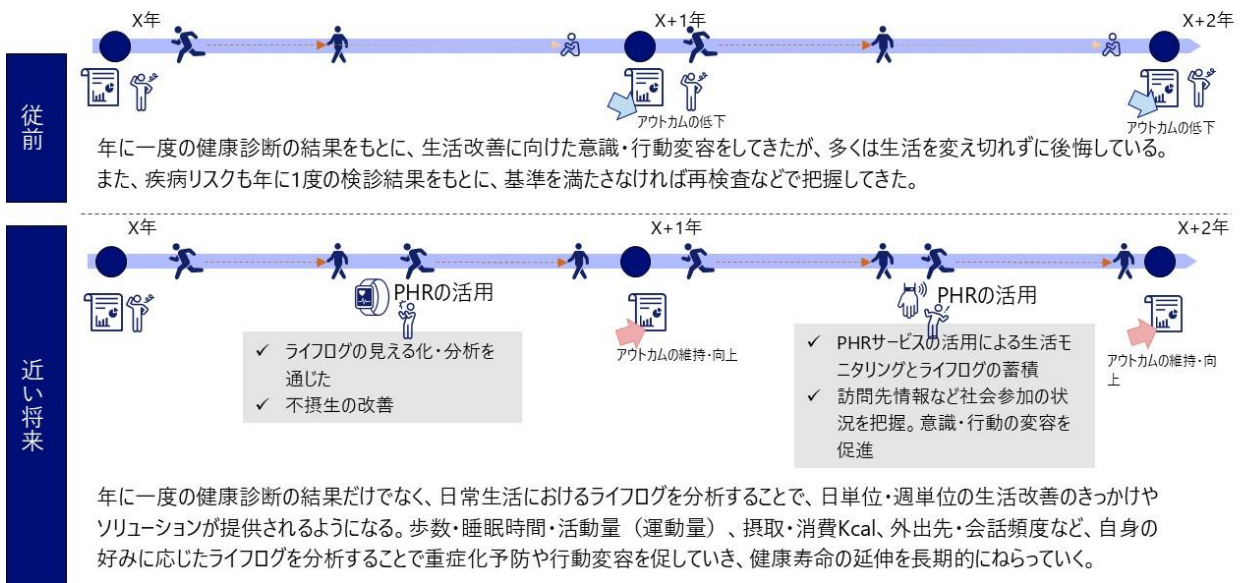 従前
X年
X+1年
X+2年
アウトカムの低下
アウトカムの低下
年に一度の健康診断の結果をもとに、生活改善に向けた意識・行動変容をしてきたが、多くは生活を変え切れずに後悔している。
また、疾病リスクも年に1度の検診結果をもとに、基準を満たさなければ再検査などで把握してきた。
近い将来
X年
X+1年
X+2年
PHRの活用
PHRの活用
✓ ライフログの見える化・分析を
通じた
✓ 不摂生の改善
アウトカムの維持・向上
✓ PHRサービスの活用による生活モ
ニタリングとライフログの蓄積
✓ 訪問先情報など社会参加の状
況を把握。意識・行動の変容を
促進
アウトカムの維持・向
上
年に一度の健康診断の結果だけでなく、日常生活におけるライフログを分析することで、日単位・週単位の生活改善のきっかけや
ソリューションが提供されるようになる。歩数・睡眠時間・活動量（運動量）、摂取・消費Kcal、外出先・会話頻度など、自身の
好みに応じたライフログを分析することで重症化予防や行動変容を促していき、健康寿命の延伸を長期的にねらっていく。